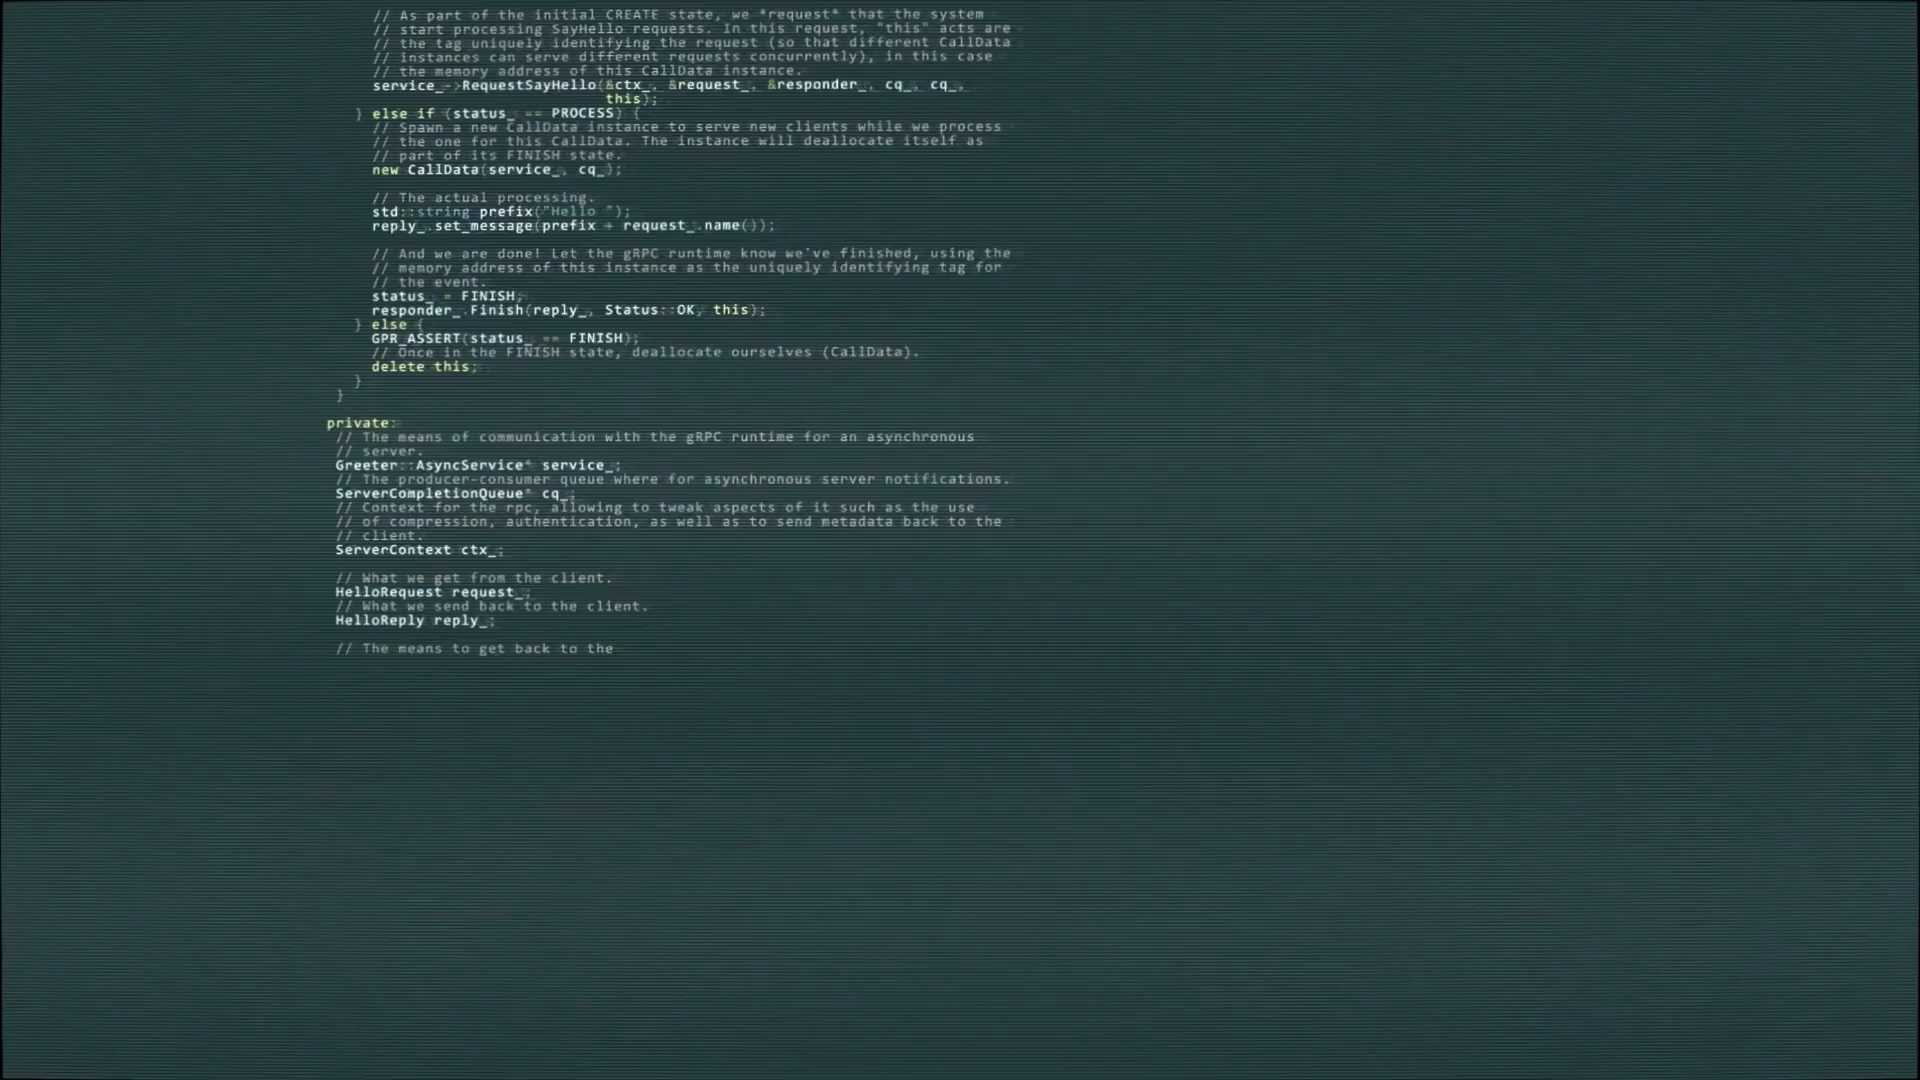 // As part of the initial CREATE state, we *request* that the system
// start processing SayHello requests. In this request, "this" acts are
// the tag uniquely identifying the request (so that different CallData
// instances can serve different requests concurrently), in this case
// the memory address of this CallData instance.
service_->RequestSayHello(&ctx_, &request_, &responder_, cq_, cq_,
this);
} else if (status_ == PROCESS) {
// Spawn a new CallData instance to serve new clients while we process
// the one for this CallData. The instance will deallocate itself as
// part of its FINISH state.
new CallData(service_, cq_);
// The actual processing.
std::string prefix("Hello ");
reply_.set_message(prefix + request_.name());
// And we are done! Let the gRPC runtime know we've finished, using the
// memory address of this instance as the uniquely identifying tag for
// the event.
status_ = FINISH;
responder_.Finish(reply_, Status::OK, this);
} else {
GPR_ASSERT(status_ == FINISH);
// Once in the FINISH state, deallocate ourselves (CallData).
delete this;
}
}
private:
// The means of communication with the gRPC runtime for an asynchronous
// server.
Greeter::AsyncService* service_;
// The producer-consumer queue where for asynchronous server notifications.
ServerCompletionQueue* cq_;
// Context for the rpc, allowing to tweak aspects of it such as the use
// of compression, authentication, as well as to send metadata back to the
// client.
ServerContext ctx_;
// What we get from the client.
HelloRequest request_;
// What we send back to the client.
HelloReply reply_;
// The means to get back to the